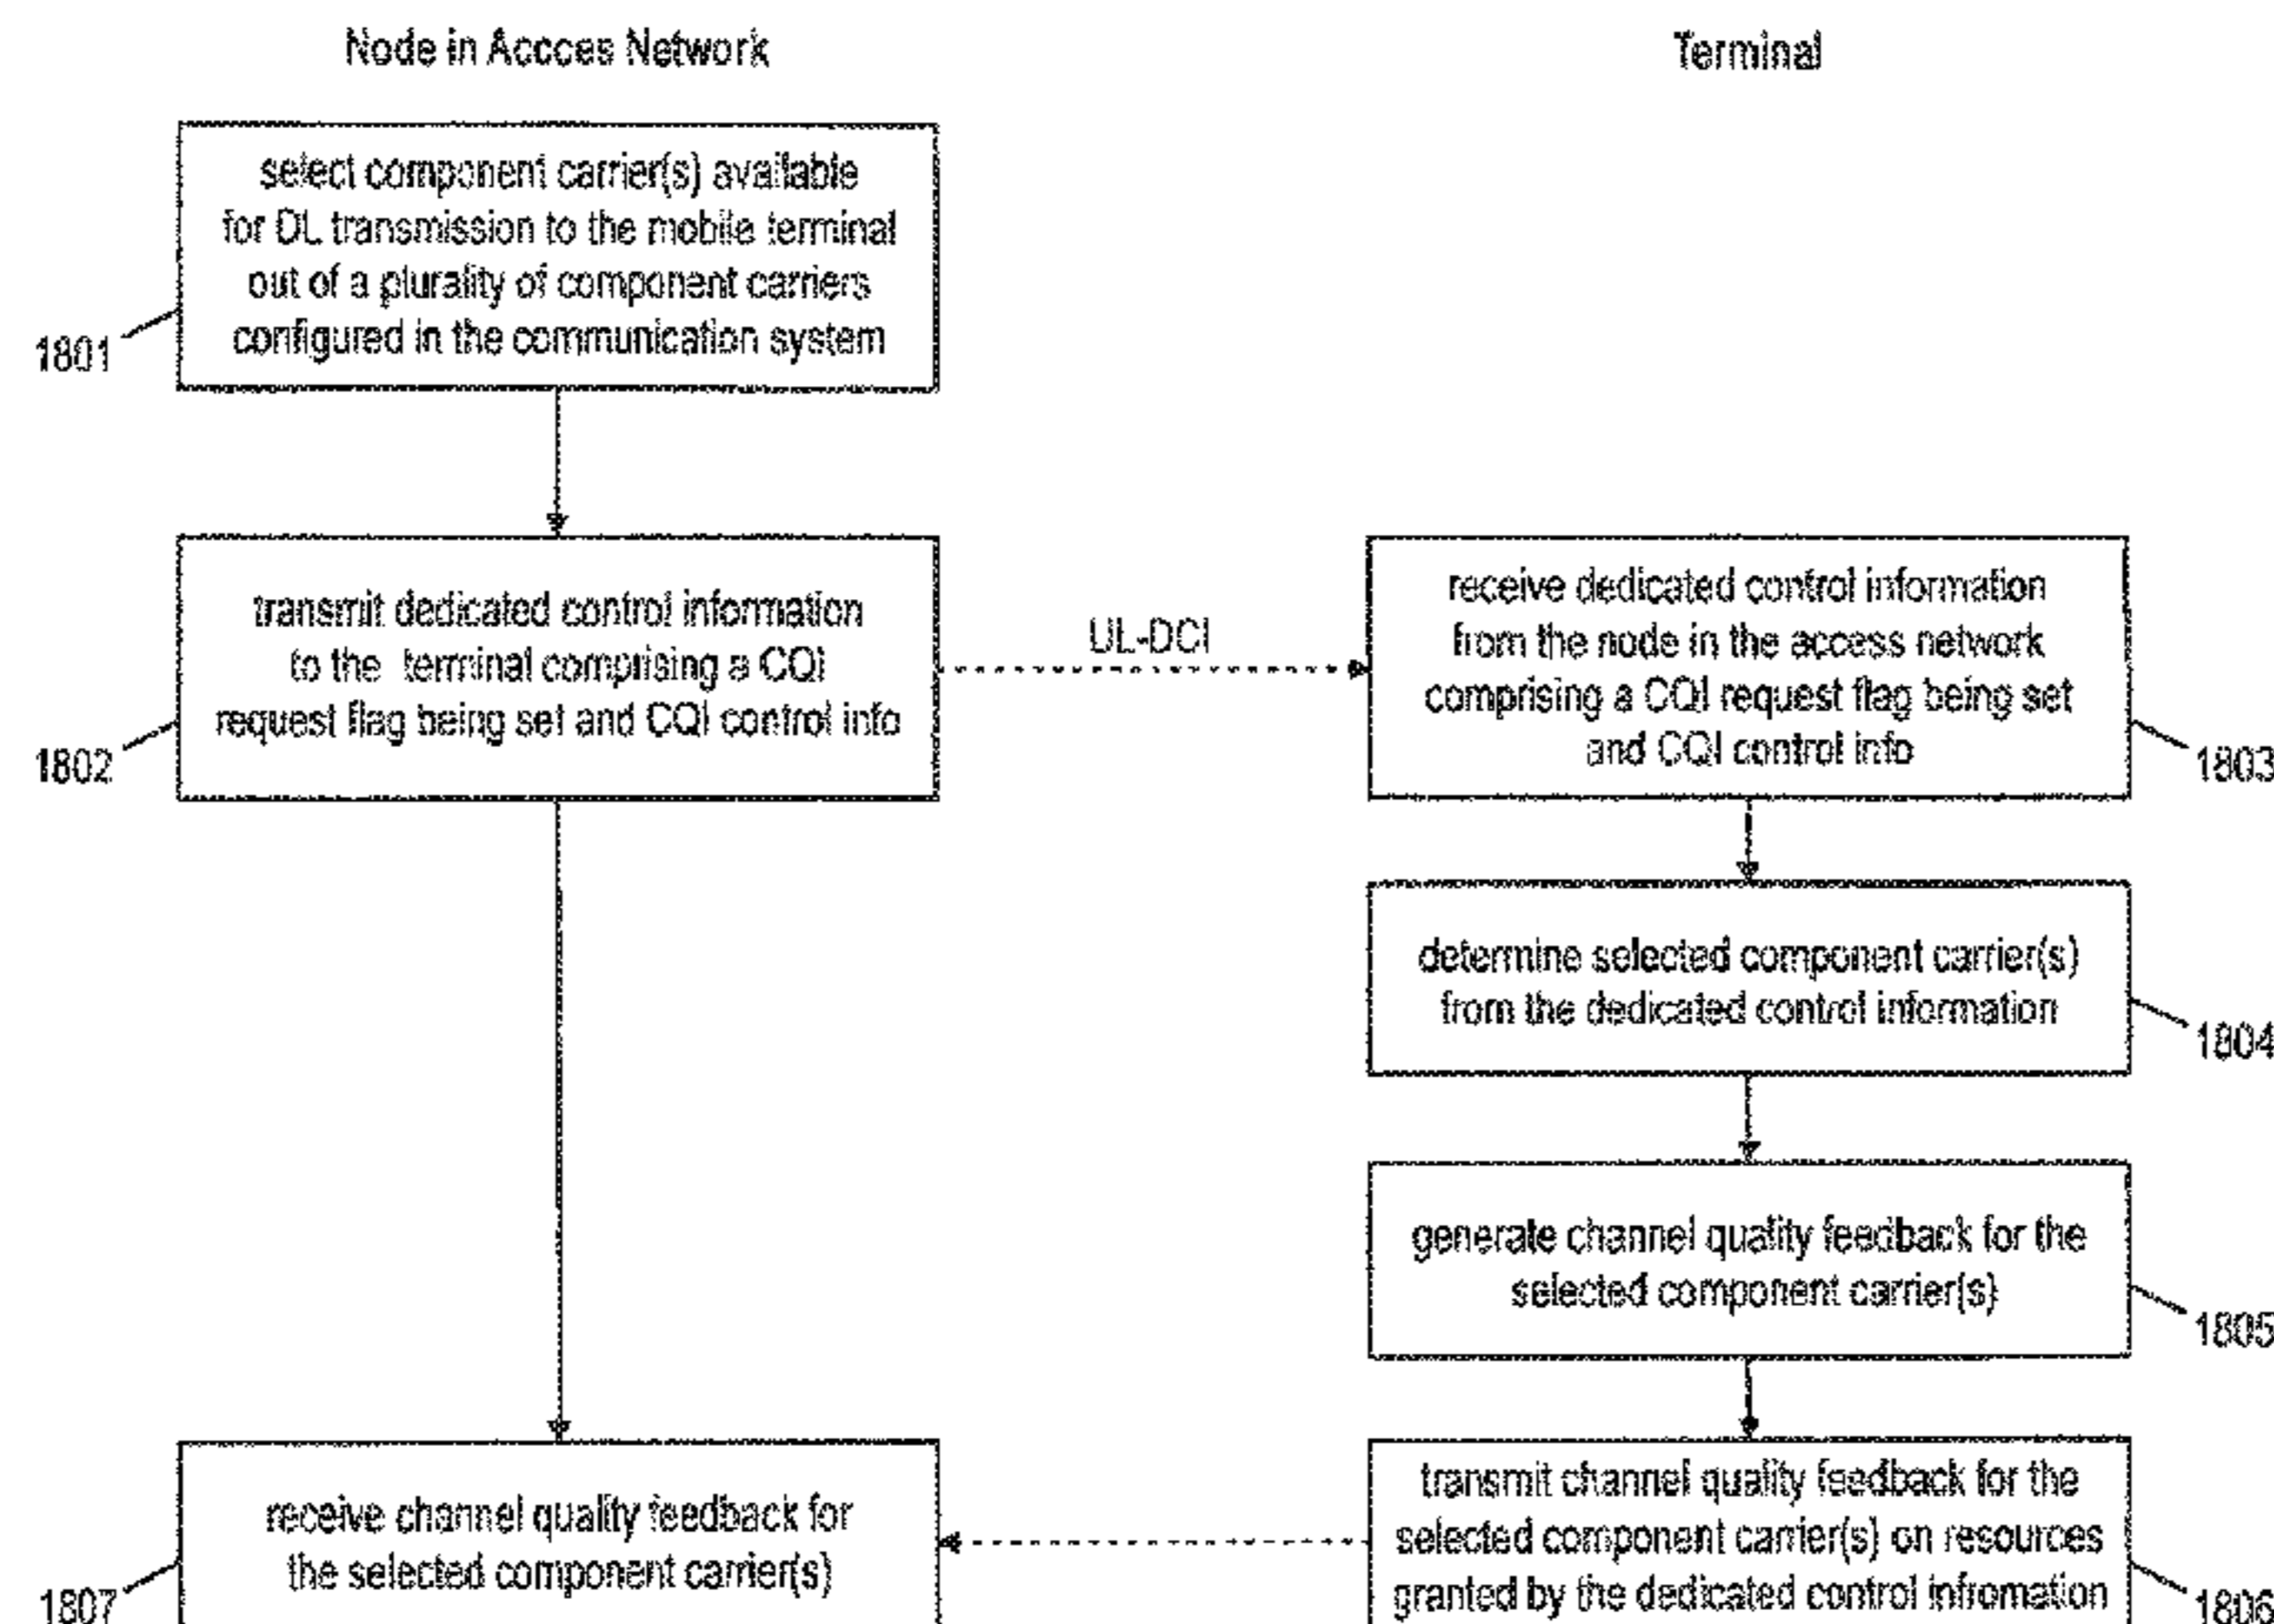 Node in Accces Network
Terminal
select component carrier(s) available
for DL transmission to the mobile terminal
out of a plurality of component carriers
configured in the communication system
1801
transmit dedicated control information
to the terminal comprising a CQI
request flag being set and CQI control info
1802
UL-DCI
receive dedicated control information
from the node in the access network
comprising a CQI request flag being set
and CQI control info
1803
determine selected component carrier(s)
from the dedicated control information
1804
generate channel quality feedback for the
selected component carrier(s)
1805
receive channel quality feedback for
the selected component carrier(s)
1807
transmit channel quality feedback for the
selected component carrier(s) on resources
granted by the dedicated control infromation
1806